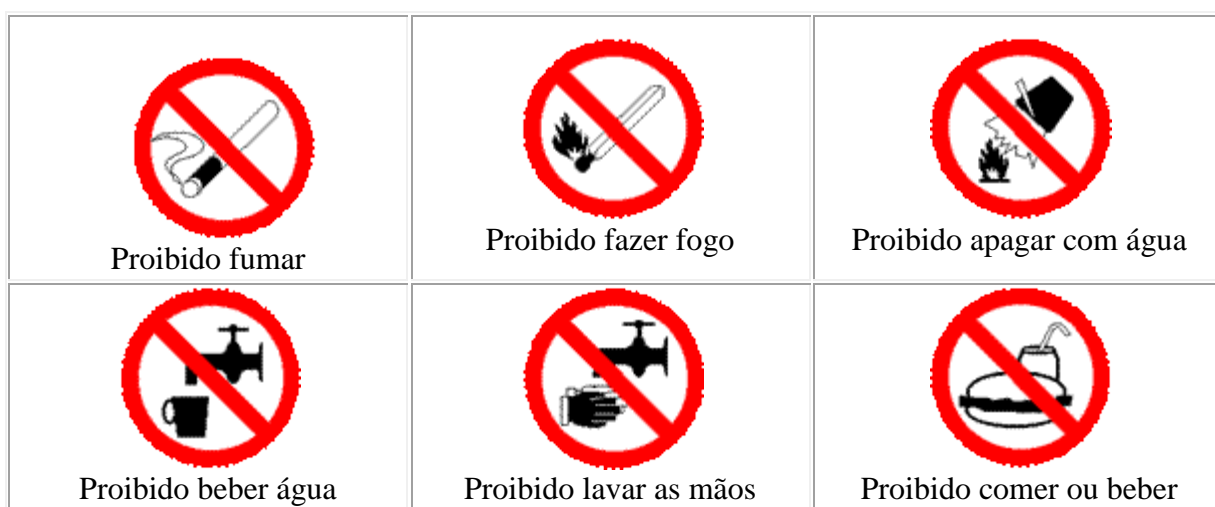 Proibido fumar
Proibido fazer fogo
Proibido apagar com água
Proibido beber água
Proibido lavar as mãos
Proibido comer ou beber